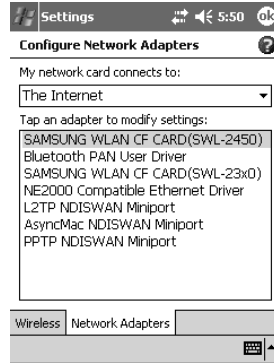 Settings 5:50 ok
Configure Network Adapters ?
My network card connects to:
The Internet
Tap an adapter to modify settings:
SAMSUNG WLAN CF CARD(SWL-2450)
Bluetooth PAN User Driver
SAMSUNG WLAN CF CARD(SWL-23x0)
NE2000 Compatible Ethernet Driver
L2TP NDISWAN Miniport
AsyncMac NDISWAN Miniport
PPTP NDISWAN Miniport
Wireless Network Adapters